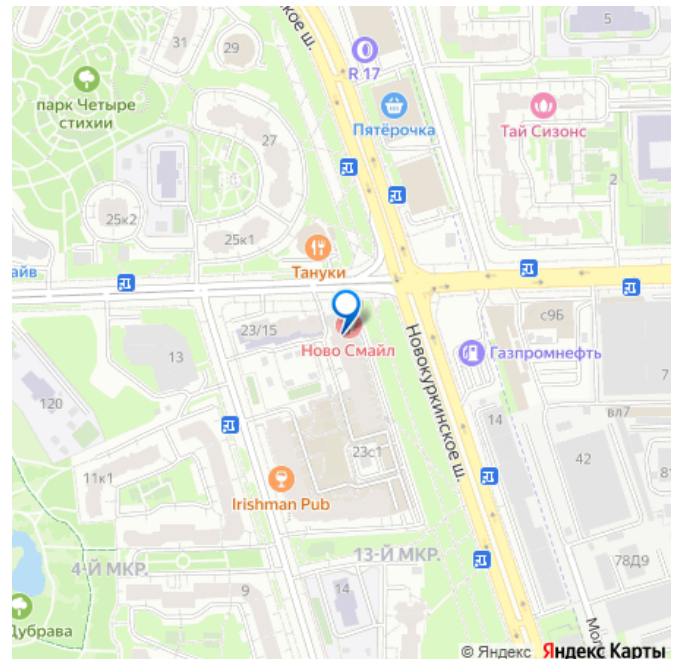 31
29
R 17
парк Четыре
стихии
27
Пятёрочка
Тай Сизонс
5
2
25к2
25к1
Тануки
айв
23/15
Ново Смайл
13
120
с9Б
Газпромнефть
7
Новокуркинское ш.
14
вл7
42
23с1
11к1
Irishman Pub
13-Й МКР.
4-Й МКР.
9
14
78Д9
Дубрава
© Яндекс Яндекс Карты